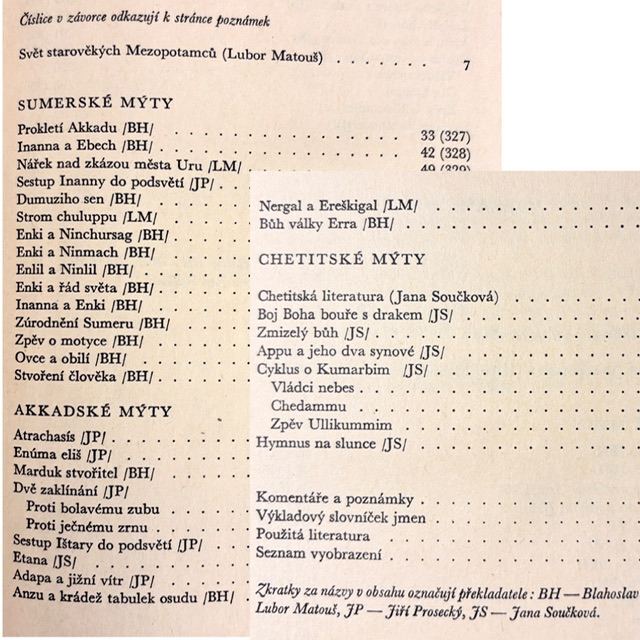 Číslice v závorce odkazují k stránce poznámek
Svět starověkých Mezopotamců (Lubor Matouš) . . . . . . . 7
SUMERSKÉ MÝTY
Prokletí Akkadu /BH/ . . . . . . . . . . . . . . 33 (327)
Inanna a Ebech /BH/ . . . . . . . . . . . . . . 42 (328)
Nářek nad zkázou města Uru /LM/ . . . . . . . . . . 49 (329)
Sestup Inanny do podsvětí /JP/ . .
Dumuziho sen /BH/ . . . . .
Strom chuluppu /LM/ . . . .
Enki a Ninchursag /BH/ . . . .
Enki a Ninmach /BH/ . . . . .
Enlil a Ninlil /BH/ . . . . .
Enki a řád světa /BH/ . . . . .
Inanna a Enki /BH/ . . . . .
Zúrodnění Sumeru /BH/ . . . .
Zpěv o motyce /BH/ . . . . .
Ovce a obilí /BH/ . . . . . .
Stvoření člověka /BH/ . . . . .
AKKADSKÉ MÝTY
Atrachasís /JP/ . . . . . . .
Enúma eliš /JP/ . . . . . . .
Marduk stvořitel /BH/ . . . . .
Dvě zaklínání /JP/
Proti bolavému zubu . . . .
Proti ječnému zrnu . . . . .
Sestup Ištary do podsvětí /JP/ . .
Etana /JS/ . . . . . . . .
Adapa a jižní vítr /JP/ . . . .
Anzu a krádež tabulek osudu /BH/ .
Nergal a Ereškigal /LM/ . . . . . . . . .
Bůh války Erra /BH/ . . . . . . . . . .
CHETITSKÉ MÝTY
Chetitská literatura (Jana Součková) . . . . . .
Boj Boha bouře s drakem /JS/ . . . . . . . .
Zmizelý bůh /JS/ . . . . . . . . . . .
Appu a jeho dva synové /JS/ . . . . . . . .
Cyklus o Kumarbim /JS/ . . . . . . . . .
Vládci nebes . . . . . . . . . . . .
Chedammu . . . . . . . . . . . .
Zpěv Ullikummim . . . . . . . . . .
Hymnus na slunce /JS/ . . . . . . . . . .
Komentáře a poznámky . . . . . . . . . .
Výkladový slovníček jmen . . . . . . . . .
Použitá literatura . . . . . . . . . . .
Seznam vyobrazení . . . . . . . . . . .
Zkratky za názvy v obsahu označují překladatele : BH — Blahoslav
Lubor Matouš, JP — Jiří Prosecký, JS — Jana Součková.